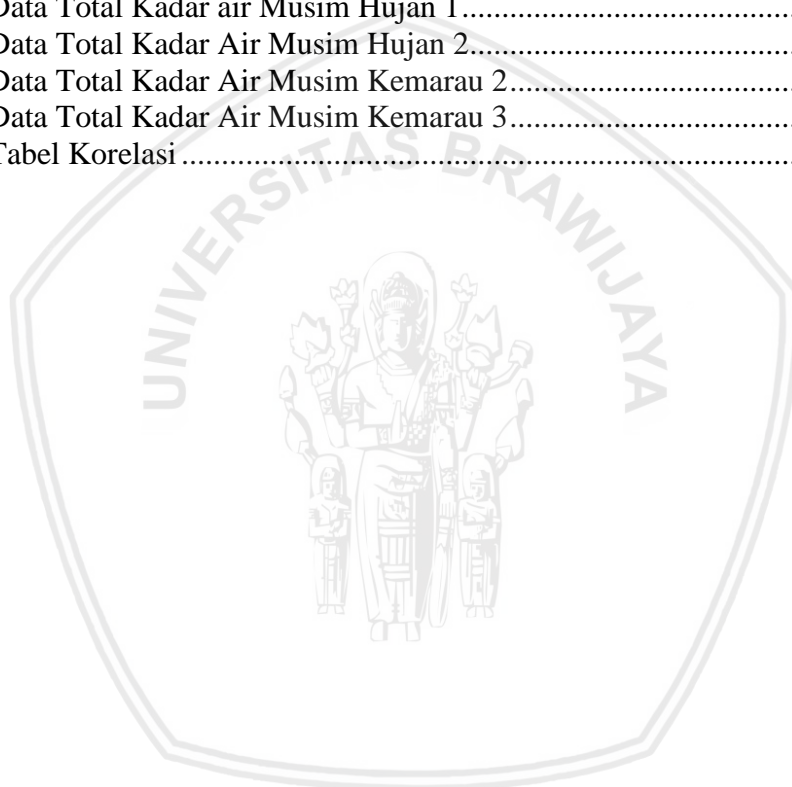 Data Total Kadar air Musim Hujan 1..........................................
Data Total Kadar Air Musim Hujan 2.........................................
Data Total Kadar Air Musim Kemarau 2....................................
Data Total Kadar Air Musim Kemarau 3....................................
Tabel Korelasi.............................................................................
UNIVERSITAS BRAWIJAYA